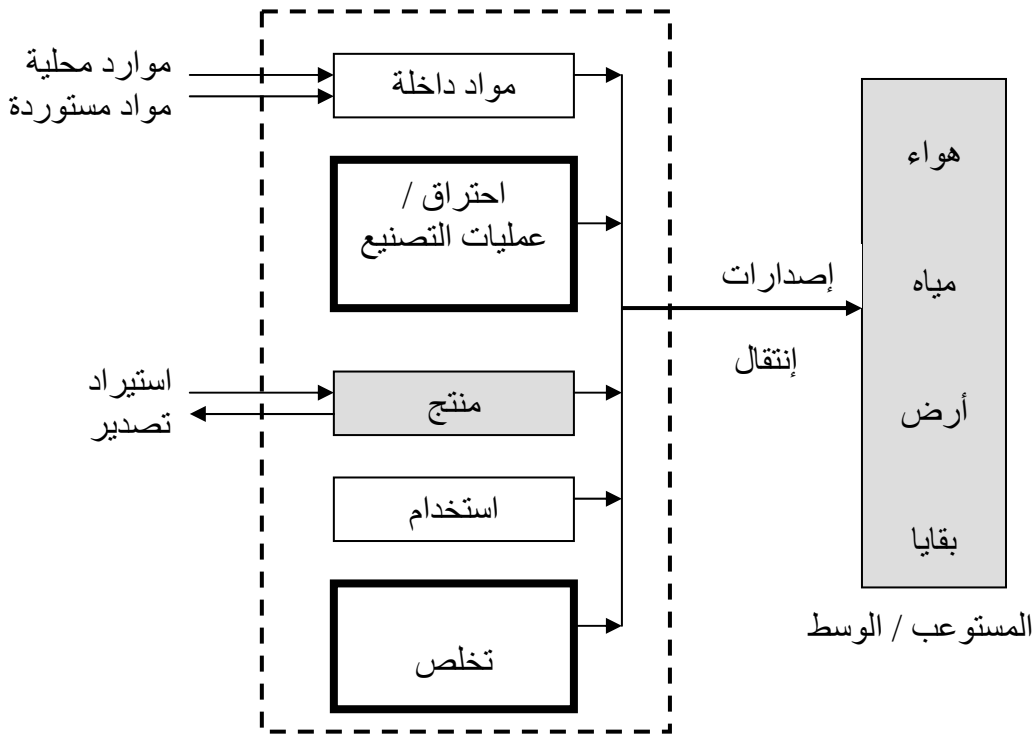 موارد محلية
مواد مستوردة
مواد داخلة
احتراق /
عمليات التصنيع
استيراد
تصدير
منتج
استخدام
تخلص
إصدارات
إنتقال
هواء
مياه
أرض
بقايا
المستوعب / الوسط